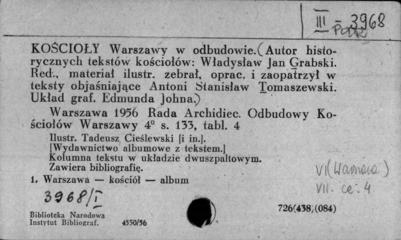 III - 3968
KOŚCIOŁY Warszawy w odbudowie. (Autor histo-
rycznych tekstów kościołów: Władysław Jan Grabski.
Red., materiał ilustr. zebrał, oprac. i zaopatrzył w
teksty objaśniające Antoni Stanisław Tomaszewski.
Układ graf. Edmunda Johna.)
Warszawa 1956 Rada Archidiec. Odbudowy Ko-
ściołów Warszawy 4° s. 133, tabl. 4
Ilustr. Tadeusz Cieślewski [i in.].
[Wydawnictwo albumowe z tekstem.]
Kolumna tekstu w układzie dwuszpaltowym.
Zawiera bibliografię.
1. Warszawa — kościół — album
3968/I
VI (Warszawa)
VII. ce. 4
726(438)(084)
Biblioteka Narodowa
Instytut Bibliograf.
4550/56